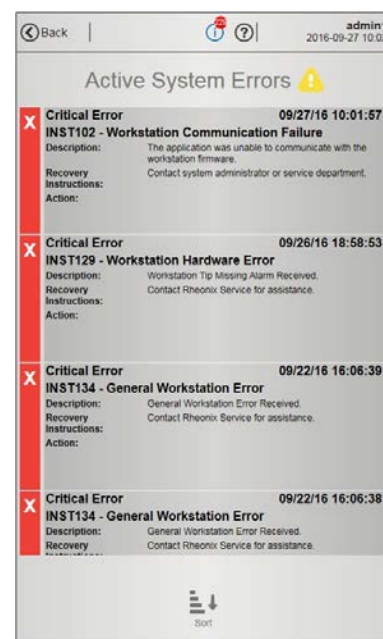 Back
admin
2016-09-27 10:02
Active System Errors
X
Critical Error 09/27/16 10:01:57
INST102 - Workstation Communication Failure
Description: The application was unable to communicate with the
workstation firmware.
Recovery Contact system administrator or service department.
Instructions:
Action:
X
Critical Error 09/26/16 18:58:53
INST129 - Workstation Hardware Error
Description: Workstation Tip Missing Alarm Received.
Recovery Contact Rheonix Service for assistance.
Instructions:
Action:
X
Critical Error 09/22/16 16:06:39
INST134 - General Workstation Error
Description: General Workstation Error Received.
Recovery Contact Rheonix Service for assistance.
Instructions:
Action:
X
Critical Error 09/22/16 16:06:38
INST134 - General Workstation Error
Description: General Workstation Error Received.
Recovery Contact Rheonix Service for assistance.
Sort